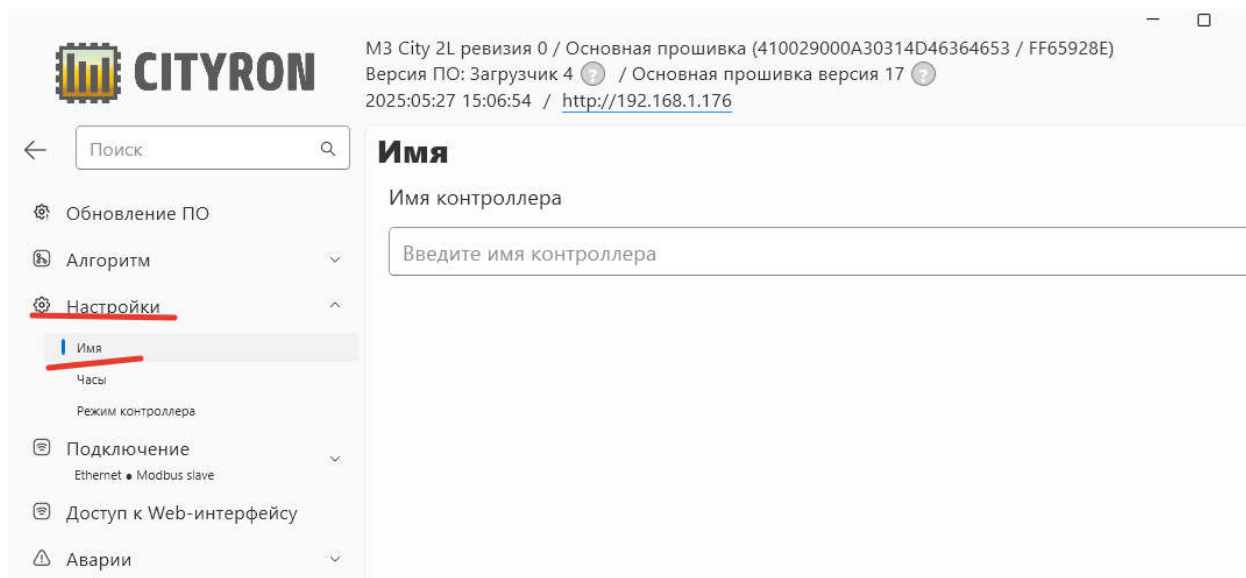 CITYRON
M3 City 2L ревизия 0 / Основная прошивка (410029000A30314D46364653 / FF65928E)
Версия ПО: Загрузчик 4 ? / Основная прошивка версия 17 ?
2025:05:27 15:06:54 / http://192.168.1.176
Поиск
Обновление ПО
Алгоритм
Настройки
Имя
Часы
Режим контроллера
Подключение
Ethernet ● Modbus slave
Доступ к Web-интерфейсу
Аварии
Имя
Имя контроллера
Введите имя контроллера